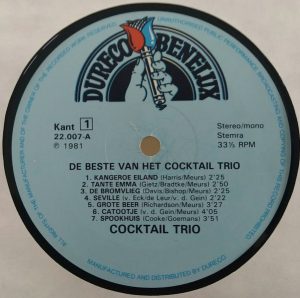 DURECO BENELUX
Kant 1
22.007-A
℗ 1981
Stereo/mono
Stemra
33⅓ RPM
DE BESTE VAN HET COCKTAIL TRIO
1. KANGEROE EILAND (Harris/Meurs) 2'25
2. TANTE EMMA (Gietz/Bradtke/Meurs) 2'30
3. DE BROMVLIEG (Davis/Bishop/Meurs) 2'25
4. SEVILLE (v. Eck/de Leur/v. d. Gein) 2'22
5. GROTE BEER (Richardson/Meurs) 3'27
6. CATOOTJE (v. d. Gein/Meurs) 4'05
7. SPOOKHUIS (Cooke/Goemans) 3'51
COCKTAIL TRIO
MANUFACTURED AND DISTRIBUTED BY DURECO